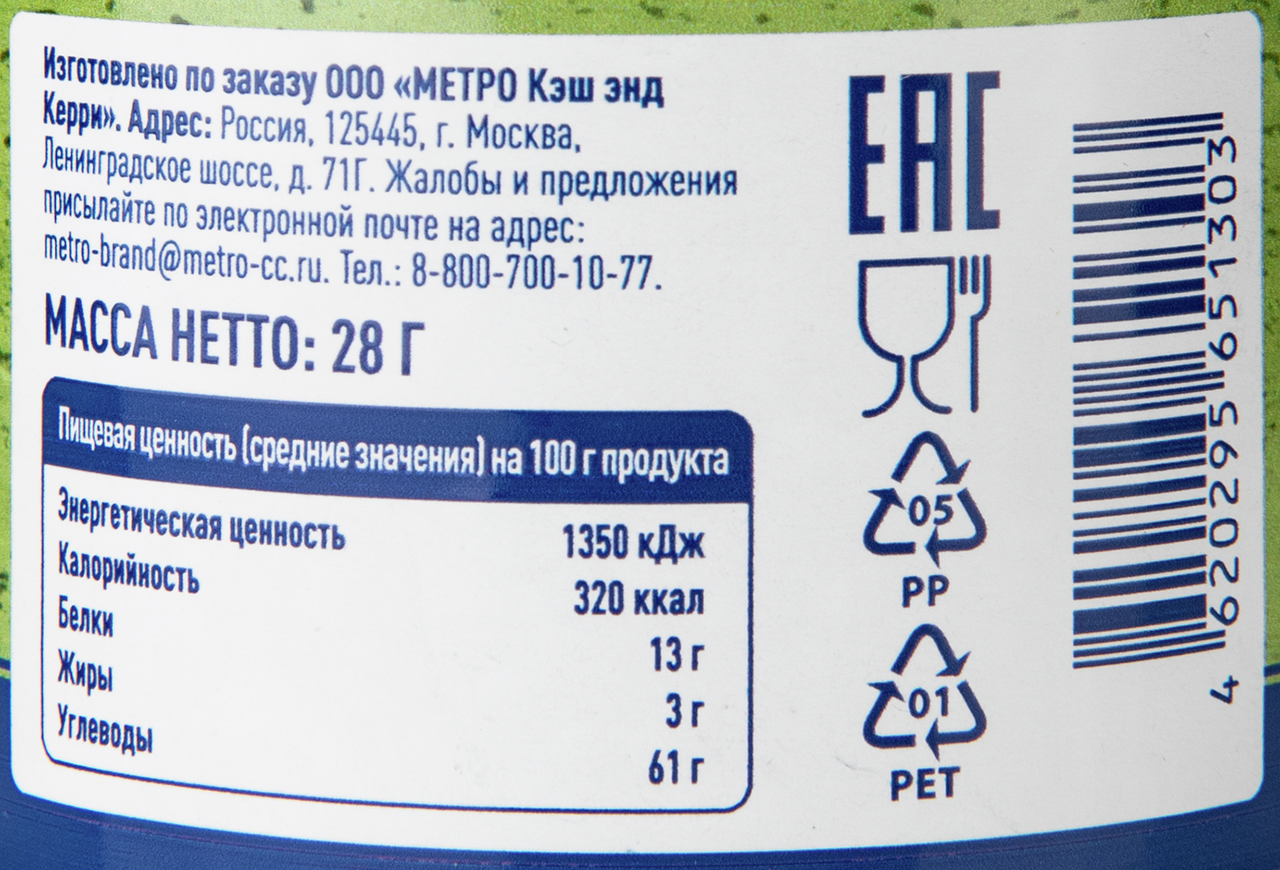 Изготовлено по заказу ООО «МЕТРО Кэш энд
Керри». Адрес: Россия, 125445, г. Москва,
Ленинградское шоссе, д. 71Г. Жалобы и предложения
присылайте по электронной почте на адрес:
metro-brand@metro-cc.ru. Тел.: 8-800-700-10-77.
МАССА НЕТТО: 28 Г
Пищевая ценность (средние значения) на 100 г продукта
Энергетическая ценность 1350 кДж
Калорийность 320 ккал
Белки 13 г
Жиры 3 г
Углеводы 61 г
EAC
05
PP
01
PET
4 620295 651303